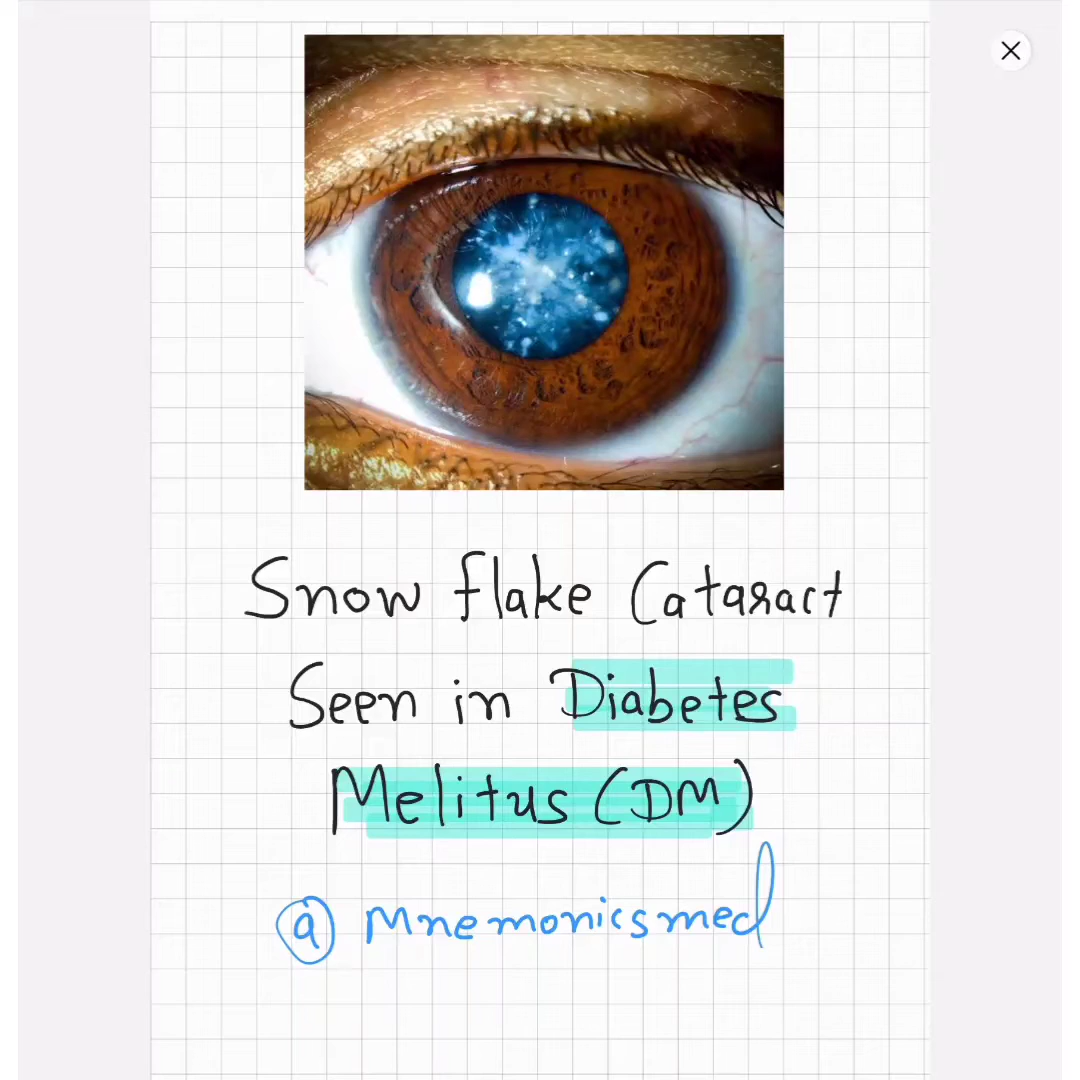 Snow flake Cataract
Seen in Diabetes
Melitus (DM)
@ Mnemonicsmed